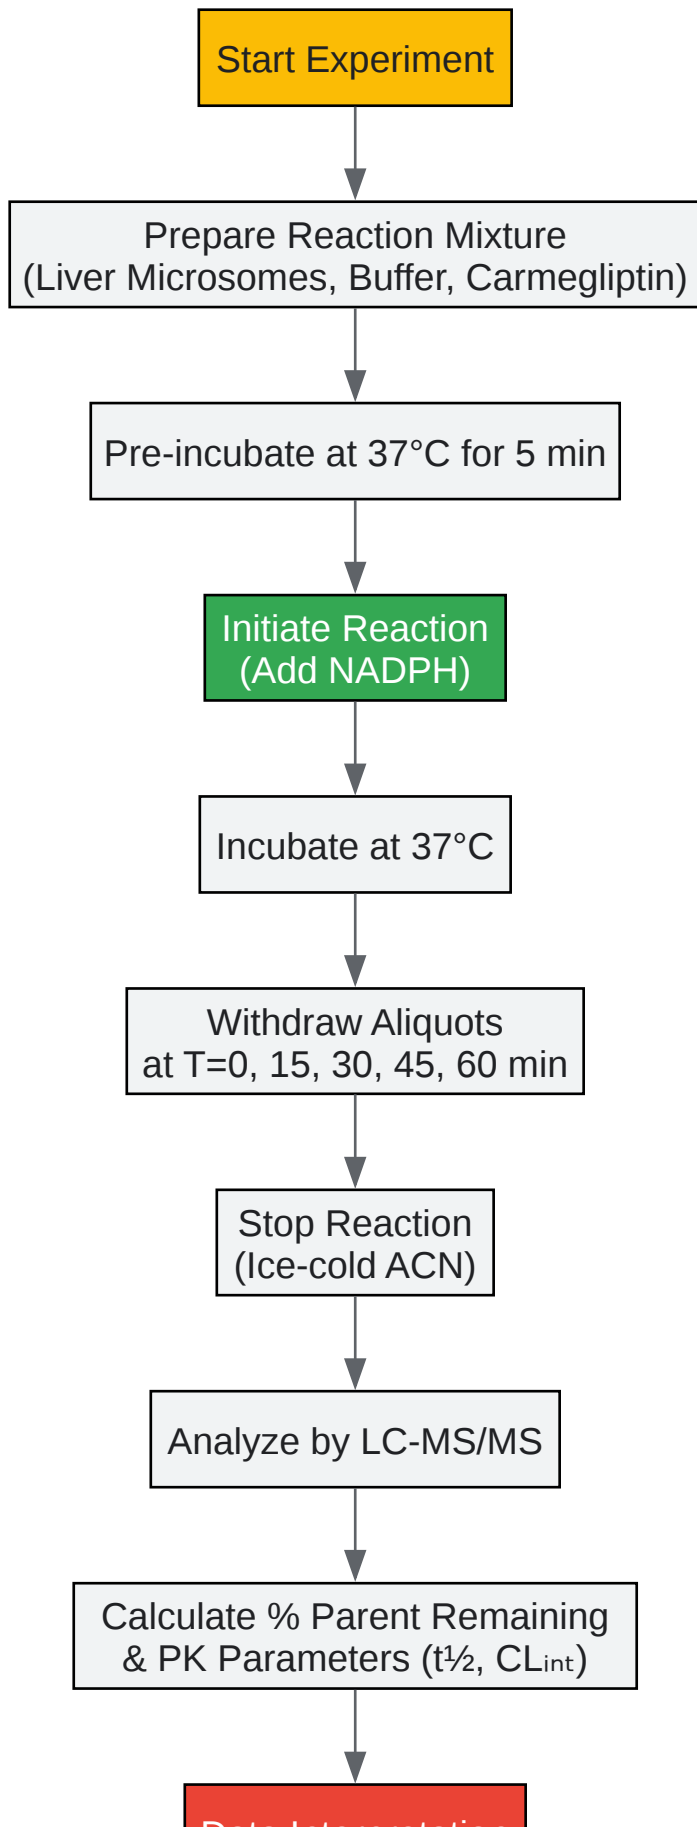 Start Experiment
Prepare Reaction Mixture
(Liver Microsomes, Buffer, Carmegliptin)
Pre-incubate at 37°C for 5 min
Initiate Reaction
(Add NADPH)
Incubate at 37°C
Withdraw Aliquots
at T=0, 15, 30, 45, 60 min
Stop Reaction
(Ice-cold ACN)
Analyze by LC-MS/MS
Calculate % Parent Remaining
& PK Parameters (t½, CLᵢₙₜ)